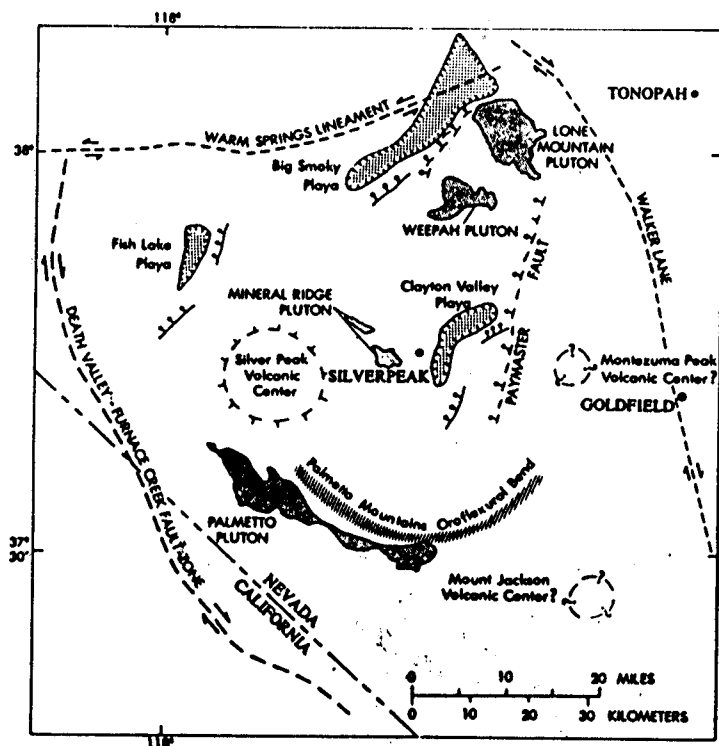 118°
TONOPAH
WARM SPRINGS LINEAMENT
38°
LONE
MOUNTAIN
PLUTON
Big Smoky
Playa
WEEPAH PLUTON
WALKER LANE
Fish Lake
Playa
FAULT
MINERAL RIDGE
PLUTON
Clayton Valley
Playa
Silver Peak
Volcanic
Center
SILVERPEAK
PAYMASTER
? ?
Montezuma Peak
Volcanic Center?
GOLDFIELD
DEATH VALLEY-FURNACE CREEK FAULT-ZONE
Palmetto Mountains Oroflexural Bend
PALMETTO
PLUTON
37°
30'
NEVADA
CALIFORNIA
Mount Jackson
Volcanic Center?
? ? ?
0 10 20 MILES
0 10 20 30 KILOMETERS
118°